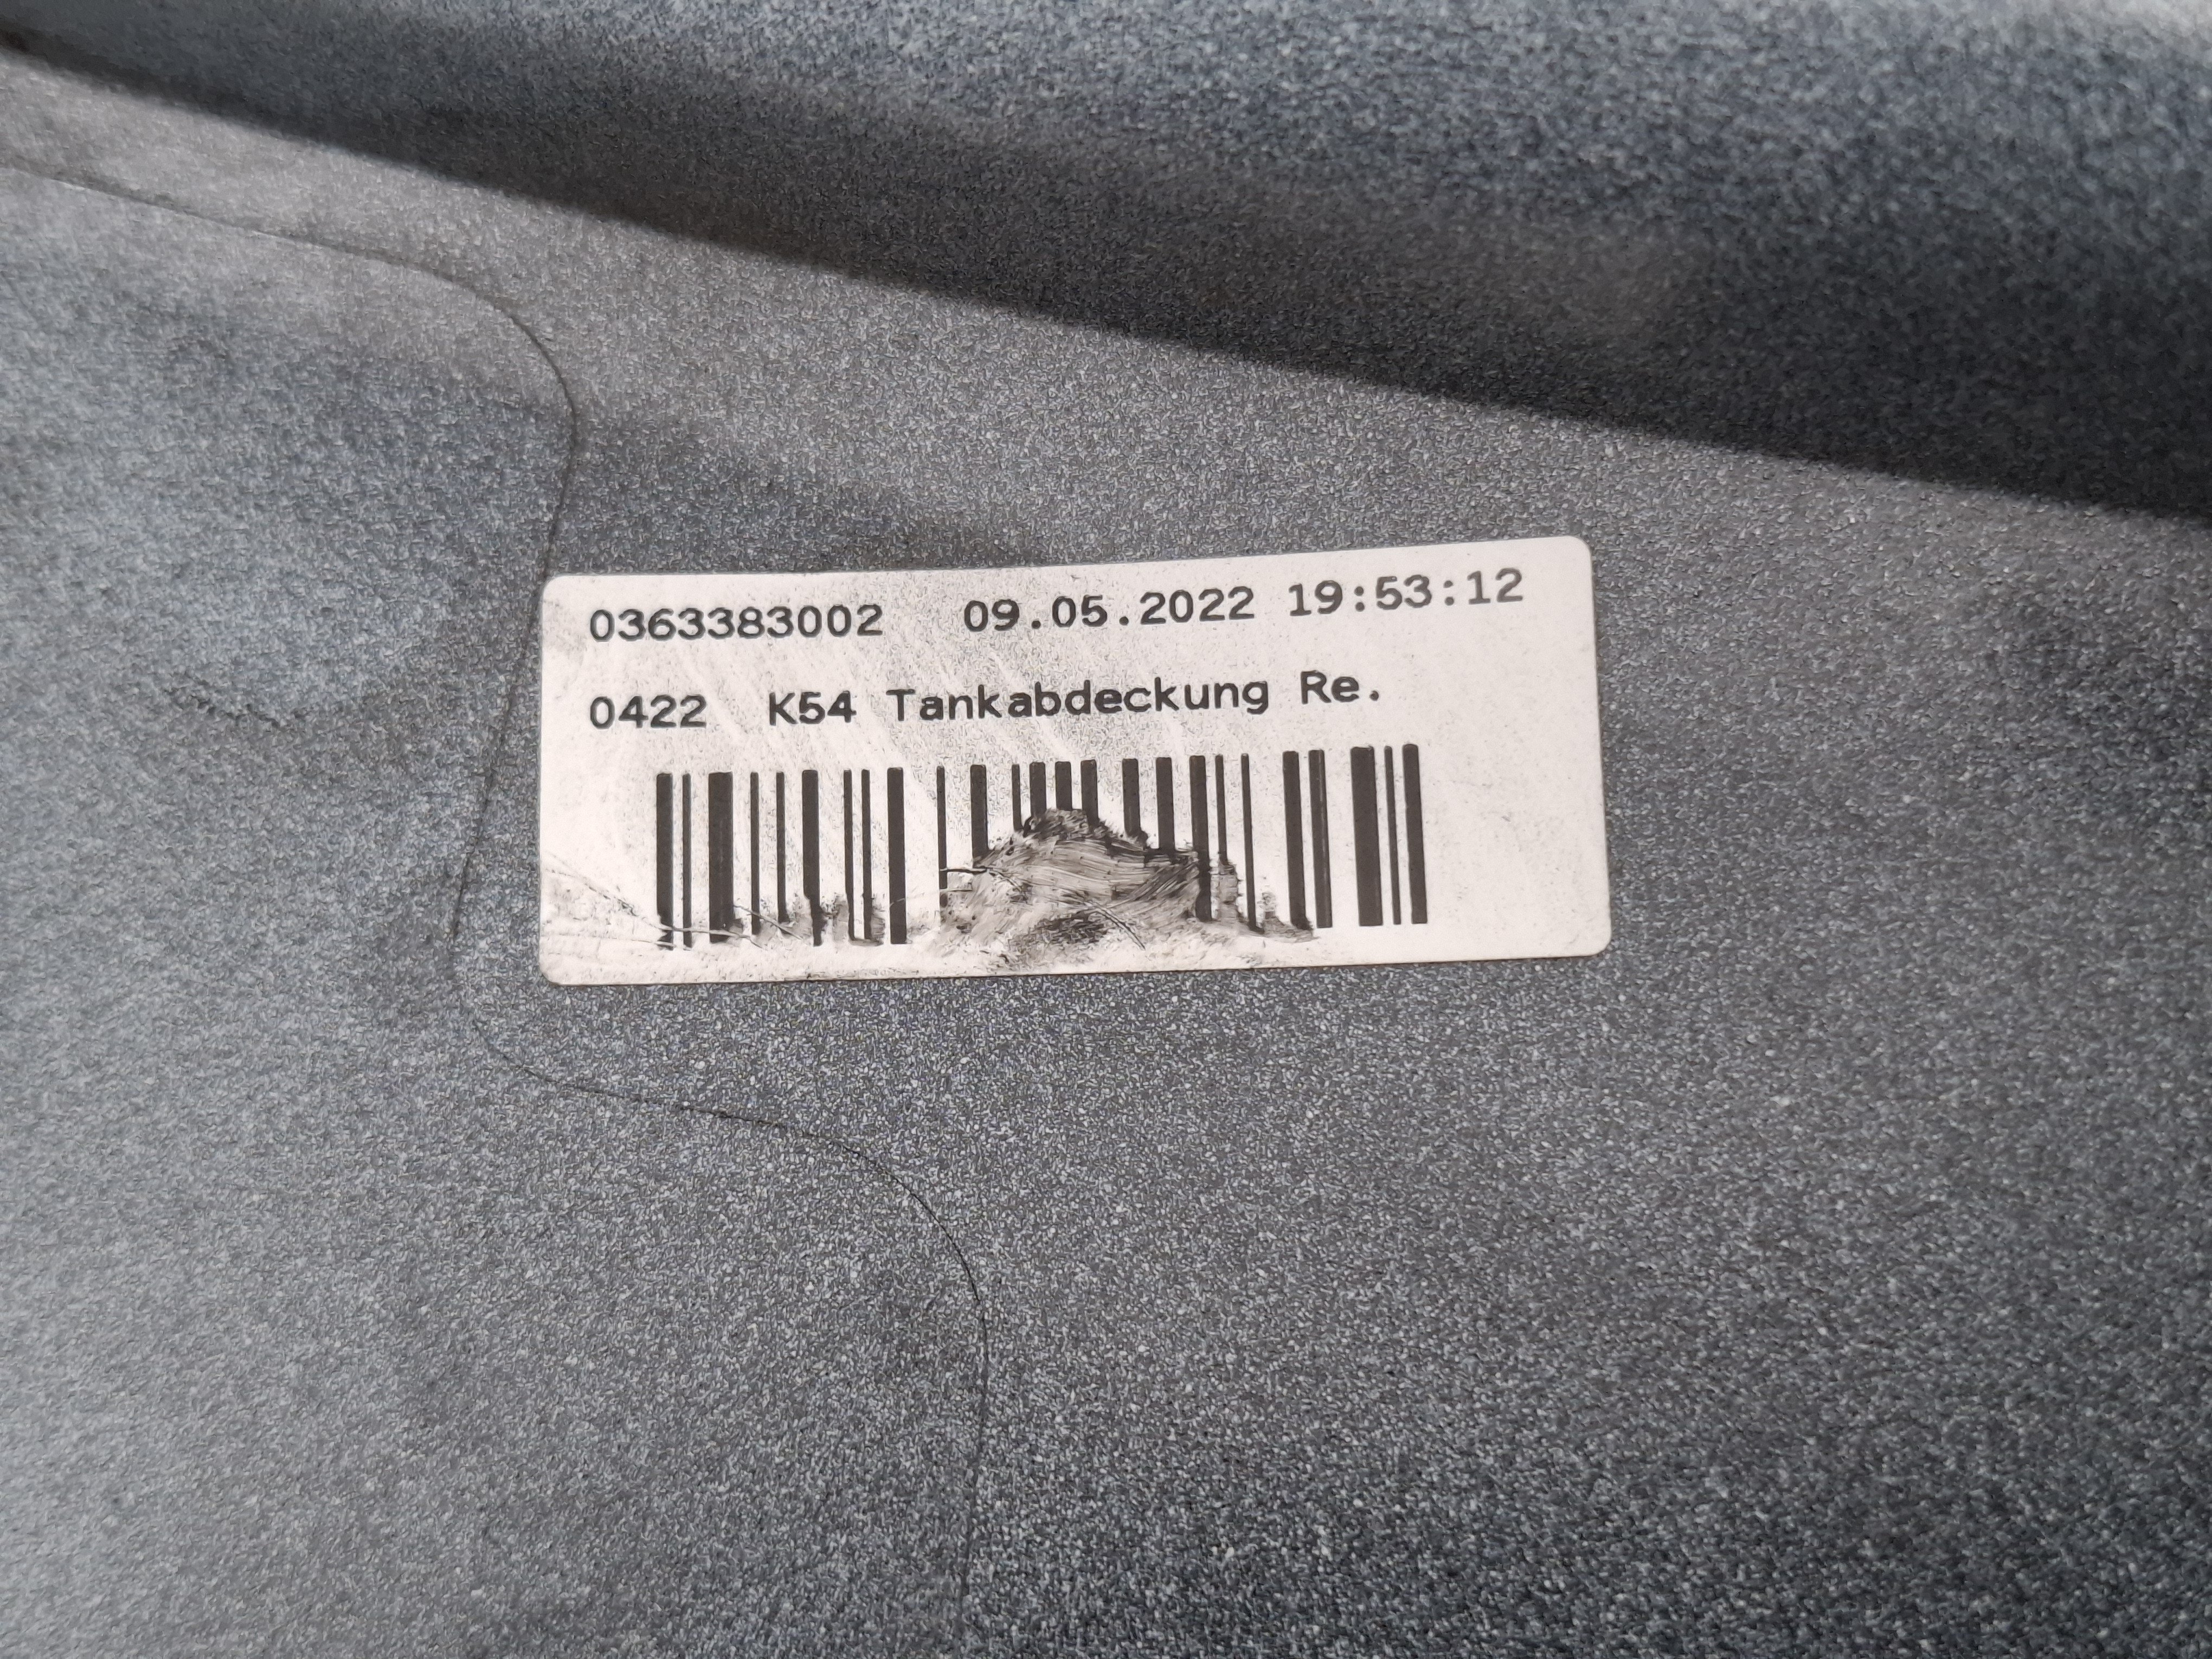 0363383002 09.05.2022 19:53:12
0422 K54 Tankabdeckung Re.